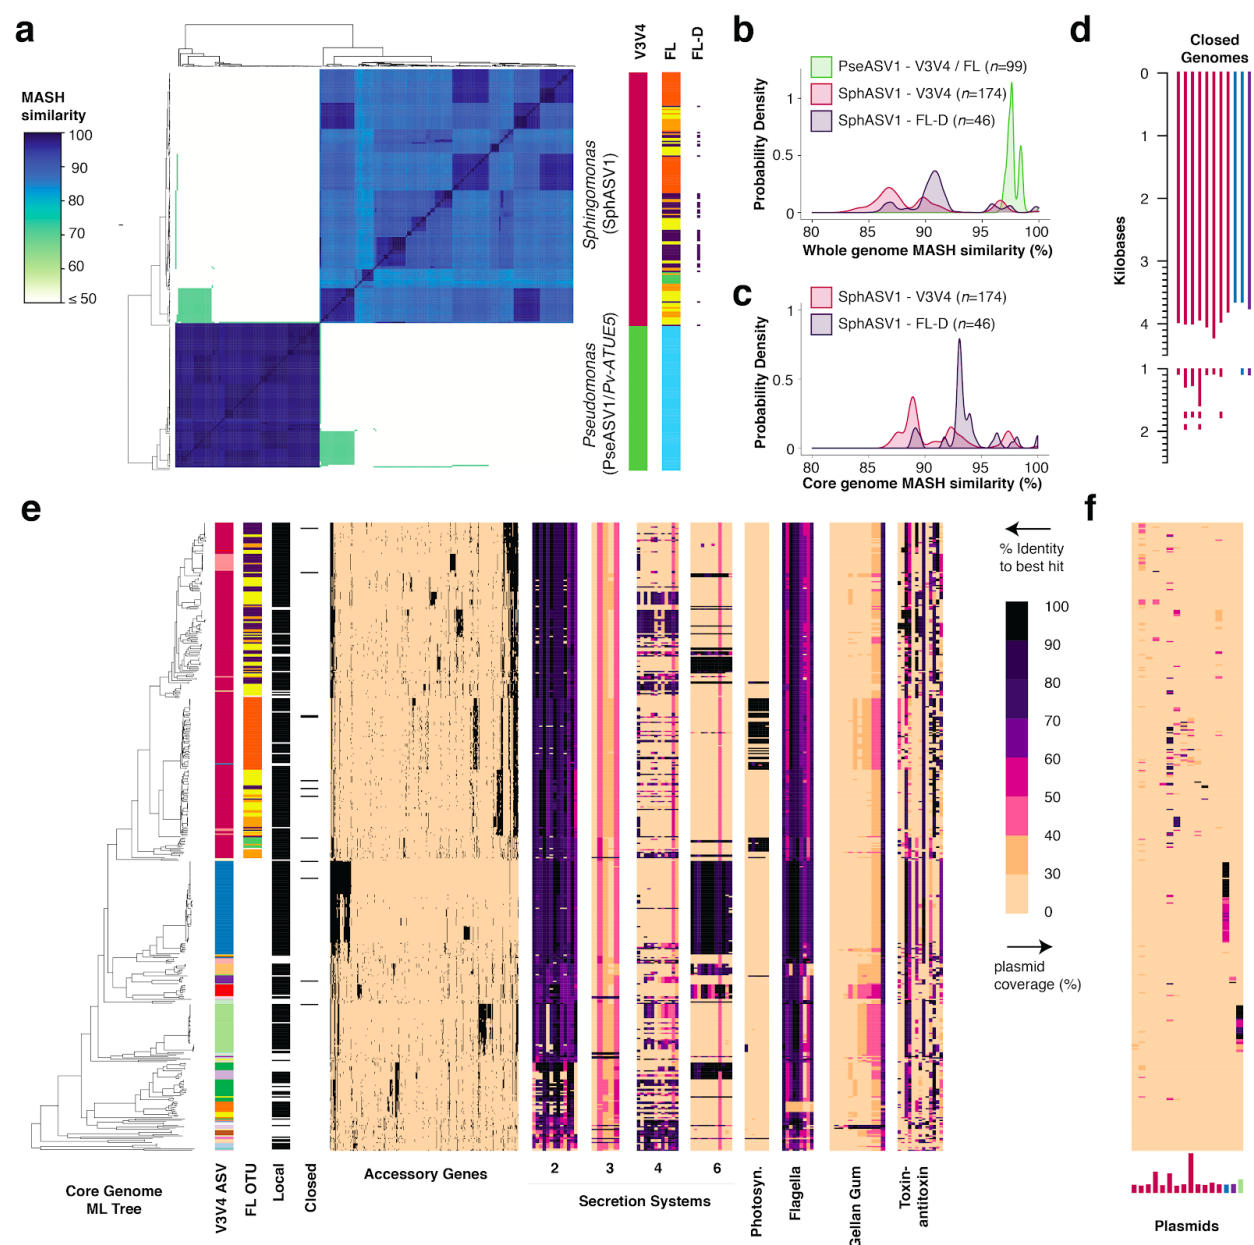 a
MASH
similarity
100
90
80
70
60
≤ 50
Sphingomonas
(SphASV1)
Pseudomonas
(PseASV1/Pv-ATUE5)
V3V4
FL
FL-D
b
PseASV1 - V3V4 / FL (n=99)
SphASV1 - V3V4 (n=174)
SphASV1 - FL-D (n=46)
Probability Density
1
0.5
0
80
85
90
95
100
Whole genome MASH similarity (%)
c
SphASV1 - V3V4 (n=174)
SphASV1 - FL-D (n=46)
Probability Density
1
0.5
0
80
85
90
95
100
Core genome MASH similarity (%)
d
Closed
Genomes
Kilobases
0
1
2
3
4
1
2
e
Core Genome
ML Tree
V3V4 ASV
FL OTU
Local
Closed
Accessory Genes
2
3
4
6
Secretion Systems
Photosyn.
Flagella
Gellan Gum
Toxin-
antitoxin
% Identity
to best hit
100
90
80
70
60
50
40
30
0
plasmid
coverage (%)
f
Plasmids